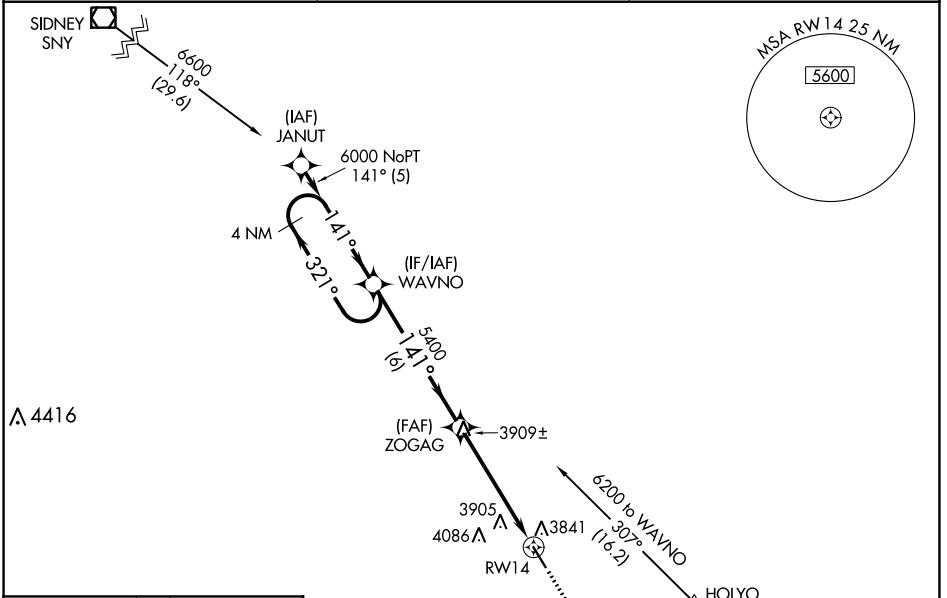 SIDNEY
SNY
6600
118°
(29.6)
(IAF)
JANUT
6000 NoPT
141° (5)
4 NM
141°
321°
(IF/IAF)
WAVNO
5400
141°
(6)
4416
(FAF)
ZOGAG
3909±
3905
4086
3841
RW14
6200 to WAVNO
307°
(16.2)
HOLYO
MSA RW14 25 NM
5600